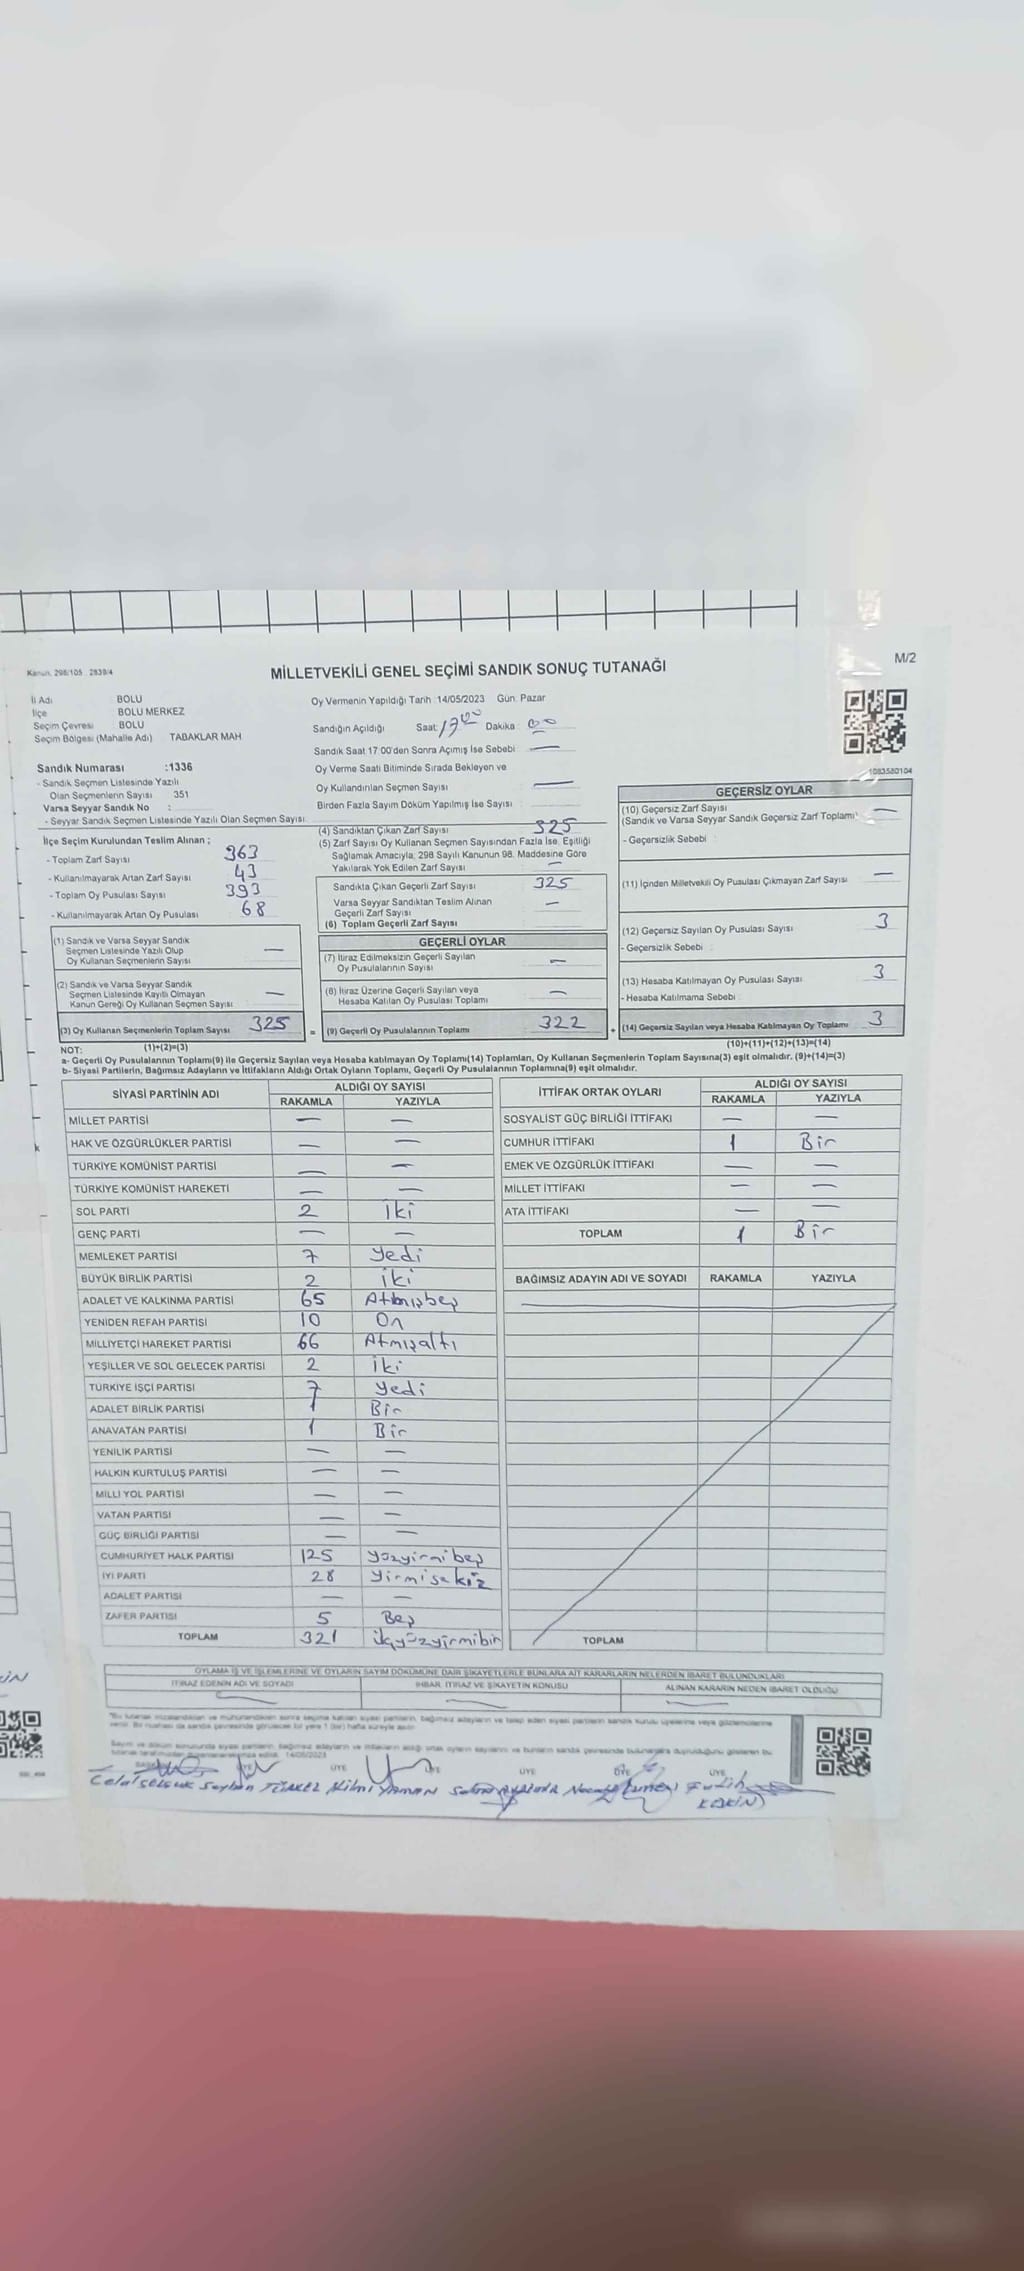 Kanun: 298/105 2839/4
MİLLETVEKİLİ GENEL SEÇİMİ SANDIK SONUÇ TUTANAĞI
M/2
İl Adı BOLU
İlçe BOLU MERKEZ
Seçim Çevresi BOLU
Seçim Bölgesi (Mahalle Adı) TABAKLAR MAH
Oy Vermenin Yapıldığı Tarih :14/05/2023 Gün: Pazar
Sandığın Açıldığı Saat: 17 00 Dakika : 00
Sandık Saat 17:00'den Sonra Açımış İse Sebebi —
Oy Verme Saati Bitiminde Sırada Bekleyon ve
Oy Kullandırılan Seçmen Sayısı —
Birden Fazla Sayım Döküm Yapılmış İse Sayısı
1083580104
Sandık Numarası :1336
- Sandık Seçmen Listesinde Yazılı
Olan Seçmenlerin Sayısı 351
Varsa Seyyar Sandık No :
- Seyyar Sandık Seçmen Listesinde Yazılı Olan Seçmen Sayısı
İlçe Seçim Kurulundan Teslim Alınan ;
- Toplam Zarf Sayısı 363
- Kullanılmayarak Artan Zarf Sayısı 43
- Toplam Oy Pusulası Sayısı 393
- Kullanılmayarak Artan Oy Pusulası 68
(4) Sandıktan Çıkan Zarf Sayısı 325
(5) Zarf Sayısı Oy Kullanan Seçmen Sayısından Fazla İse, Eşitliği
Sağlamak Amacıyla, 298 Sayılı Kanunun 98. Maddesine Göre
Yakılarak Yok Edilen Zarf Sayısı —
Sandıkla Çıkan Geçerli Zarf Sayısı 325
Varsa Seyyar Sandıktan Teslim Alınan
Geçerli Zarf Sayısı —
(6) Toplam Geçerli Zarf Sayısı
GEÇERSİZ OYLAR
(10) Geçersiz Zarf Sayısı —
(Sandık ve Varsa Seyyar Sandık Geçersiz Zarf Toplamı)
- Geçersizlik Sebebi :
(11) İçinden Milletvekili Oy Pusulası Çıkmayan Zarf Sayısı —
(12) Geçersiz Sayılan Oy Pusulası Sayısı 3
- Geçersizlik Sebebi :
(13) Hesaba Katılmayan Oy Pusulası Sayısı 3
- Hesaba Katılmama Sebebi :
(14) Geçersiz Sayılan veya Hesaba Katılmayan Oy Toplamı 3
(10)+(11)+(12)+(13)=(14)
(1) Sandık ve Varsa Seyyar Sandık
Seçmen Listesinde Yazılı Olup
Oy Kullanan Seçmenlerin Sayısı —
(2) Sandık ve Varsa Seyyar Sandık
Seçmen Listesinde Kayıtlı Olmayan
Kanun Gereği Oy Kullanan Seçmen Sayısı —
(3) Oy Kullanan Seçmenlerin Toplam Sayısı 325 =
(1)+(2)=(3)
GEÇERLİ OYLAR
(7) İtiraz Edilmeksizin Geçerli Sayılan
Oy Pusulalarının Sayısı —
(8) İtiraz Üzerine Geçerli Sayılan veya
Hesaba Katılan Oy Pusulası Toplamı —
(9) Geçerli Oy Pusulalarının Toplamı 322 +
NOT:
a- Geçerli Oy Pusulalarının Toplamı(9) ile Geçersiz Sayılan veya Hesaba katılmayan Oy Toplamı(14) Toplamları, Oy Kullanan Seçmenlerin Toplam Sayısına(3) eşit olmalıdır. (9)+(14)=(3)
b- Siyasi Partilerin, Bağımsız Adayların ve İttifakların Aldığı Ortak Oyların Toplamı, Geçerli Oy Pusulalarının Toplamına(9) eşit olmalıdır.
SİYASİ PARTİNİN ADI ALDIĞI OY SAYISI
RAKAMLA YAZIYLA
MİLLET PARTİSİ — —
HAK VE ÖZGÜRLÜKLER PARTİSİ — —
TÜRKİYE KOMÜNİST PARTİSİ — —
TÜRKİYE KOMÜNİST HAREKETİ — —
SOL PARTİ 2 İki
GENÇ PARTİ — —
MEMLEKET PARTİSİ 7 Yedi
BÜYÜK BİRLİK PARTİSİ 2 İki
ADALET VE KALKINMA PARTİSİ 65 Atmışbeş
YENİDEN REFAH PARTİSİ 10 On
MİLLİYETÇİ HAREKET PARTİSİ 66 Atmışaltı
YEŞİLLER VE SOL GELECEK PARTİSİ 2 İki
TÜRKİYE İŞÇİ PARTİSİ 7 Yedi
ADALET BİRLİK PARTİSİ 1 Bir
ANAVATAN PARTİSİ 1 Bir
YENİLİK PARTİSİ — —
HALKIN KURTULUŞ PARTİSİ — —
MİLLİ YOL PARTİSİ — —
VATAN PARTİSİ — —
GÜÇ BİRLİĞİ PARTİSİ — —
CUMHURİYET HALK PARTİSİ 125 yüzyirmibeş
İYİ PARTİ 28 yirmisekiz
ADALET PARTİSİ — —
ZAFER PARTİSİ 5 Beş
TOPLAM 321 üçyüzyirmibir
İTTİFAK ORTAK OYLARI ALDIĞI OY SAYISI
RAKAMLA YAZIYLA
SOSYALİST GÜÇ BİRLİĞİ İTTİFAKI — —
CUMHUR İTTİFAKI 1 Bir
EMEK VE ÖZGÜRLÜK İTTİFAKI — —
MİLLET İTTİFAKI — —
ATA İTTİFAKI — —
TOPLAM 1 Bir
BAĞIMSIZ ADAYIN ADI VE SOYADI RAKAMLA YAZIYLA
TOPLAM
OYLAMA İŞ VE İŞLEMLERİNE VE OYLARIN SAYIM DÖKÜMÜNE DAİR ŞİKAYETLERLE BUNLARA AİT KARARLARIN NELERDEN İBARET BULUNDUKLARI
İTİRAZ EDENİN ADI VE SOYADI İHBAR, İTİRAZ VE ŞİKAYETİN KONUSU ALINAN KARARIN NEDEN İBARET OLDUĞU
14/05/2023
ÜYE ÜYE ÜYE ÜYE ÜYE ÜYE
Celal Selçuk Seyhan TÜRKEL Hilmi YAMAN Fatih
KESKİN